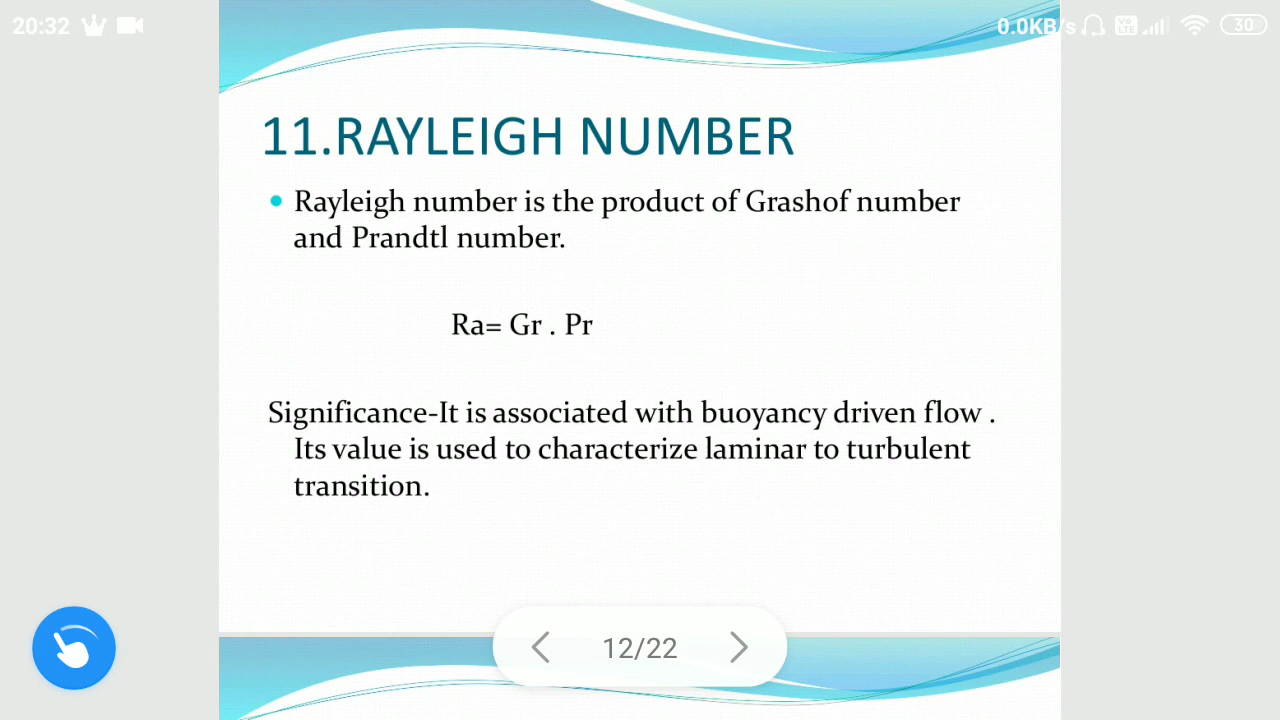 20:32
0.0KB/s
30
11.RAYLEIGH NUMBER
Rayleigh number is the product of Grashof number
and Prandtl number.
Ra= Gr . Pr
Significance-It is associated with buoyancy driven flow .
Its value is used to characterize laminar to turbulent
transition.
12/22